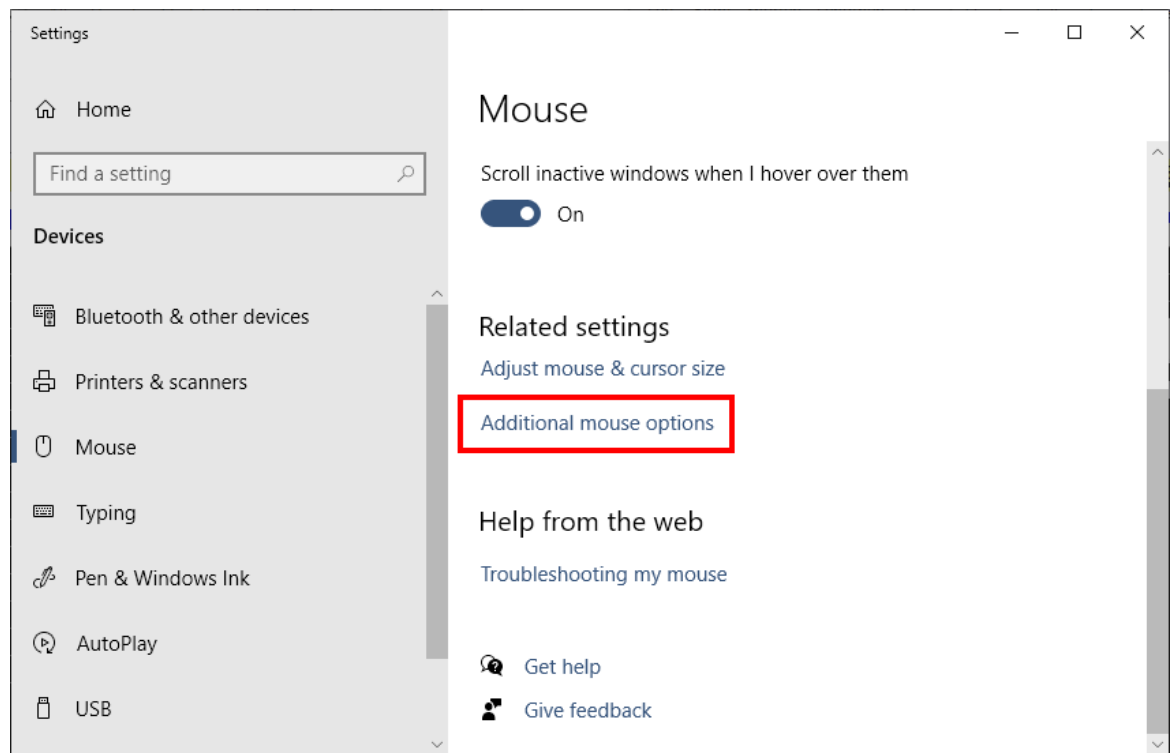 Settings
Home
Find a setting
Devices
Bluetooth & other devices
Printers & scanners
Mouse
Typing
Pen & Windows Ink
AutoPlay
USB
Mouse
Scroll inactive windows when I hover over them
On
Related settings
Adjust mouse & cursor size
Additional mouse options
Help from the web
Troubleshooting my mouse
Get help
Give feedback